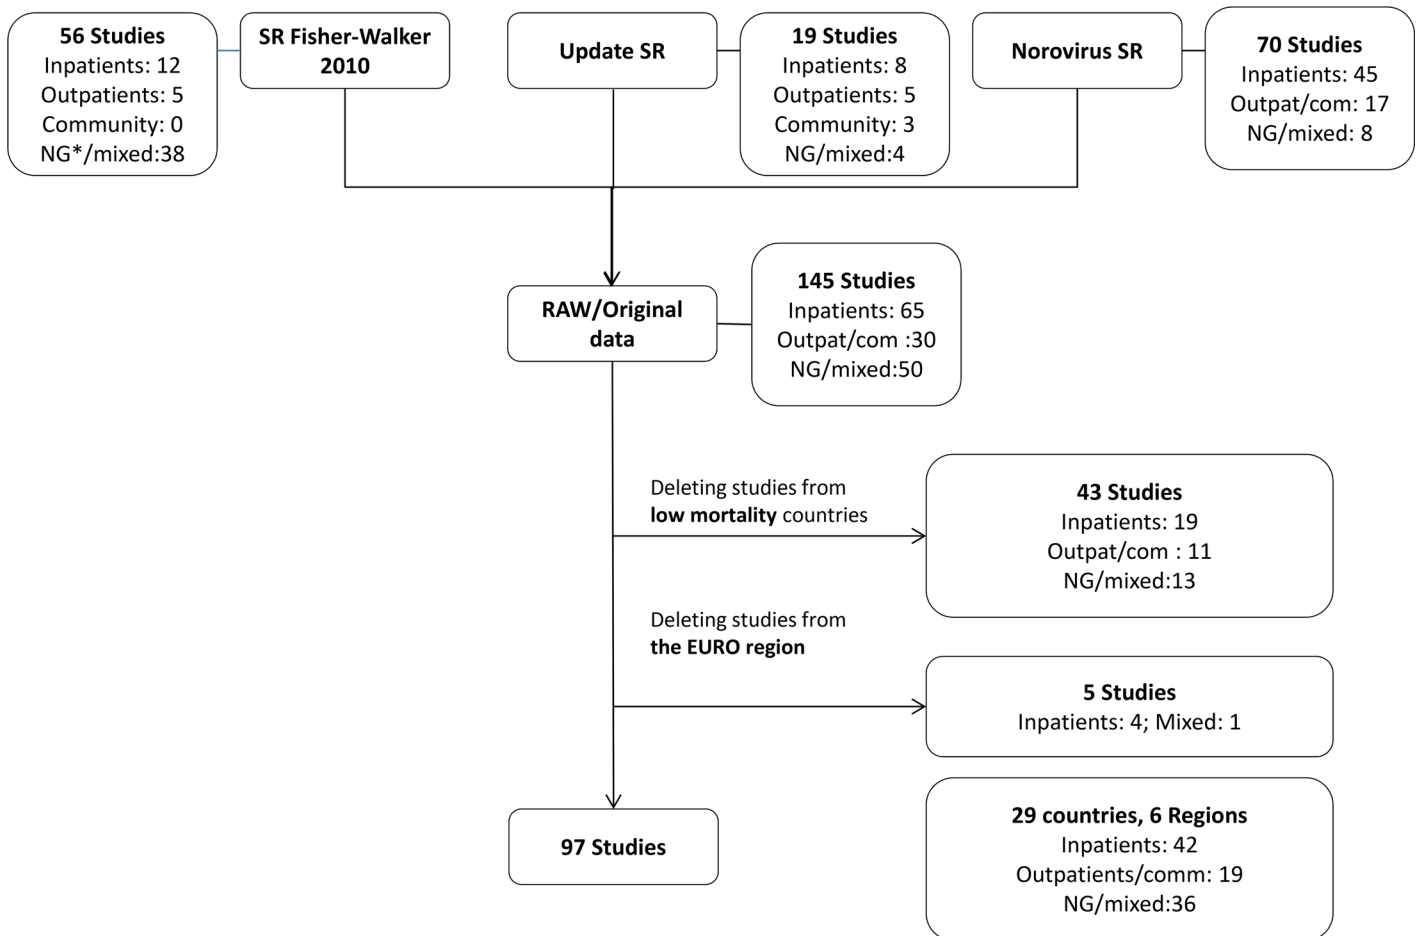 56 Studies
Inpatients: 12
Outpatients: 5
Community: 0
NG*/mixed:38
SR Fisher-Walker
2010
Update SR
19 Studies
Inpatients: 8
Outpatients: 5
Community: 3
NG/mixed:4
Norovirus SR
70 Studies
Inpatients: 45
Outpat/com: 17
NG/mixed: 8
RAW/Original
data
145 Studies
Inpatients: 65
Outpat/com :30
NG/mixed:50
Deleting studies from
low mortality countries
43 Studies
Inpatients: 19
Outpat/com : 11
NG/mixed:13
Deleting studies from
the EURO region
5 Studies
Inpatients: 4; Mixed: 1
97 Studies
29 countries, 6 Regions
Inpatients: 42
Outpatients/comm: 19
NG/mixed:36